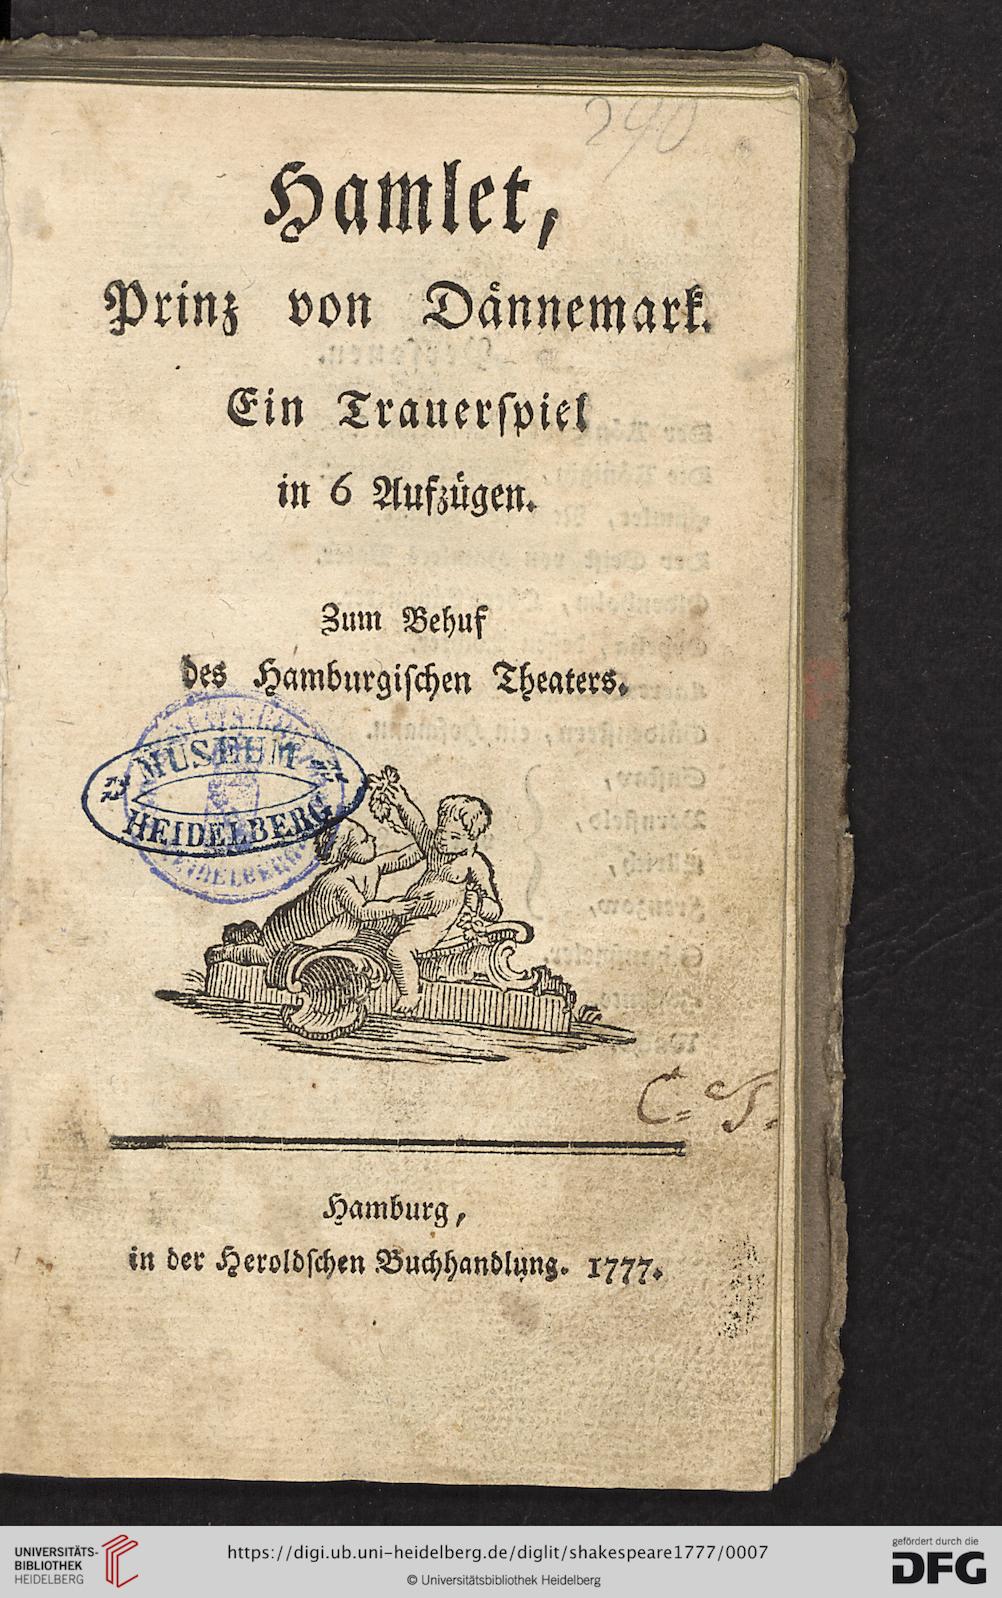 290
Hamlet,
Prinz von Dännemark.
Ein Trauerſpiel
in 6 Aufzügen.
Zum Behuf
des Hamburgiſchen Theaters.
MUSEUM
HEIDELBERG
C. T.
Hamburg,
in der Heroldſchen Buchhandlung. 1777.
UNIVERSITÄTS-
BIBLIOTHEK
HEIDELBERG
https://digi.ub.uni-heidelberg.de/diglit/shakespeare1777/0007
© Universitätsbibliothek Heidelberg
gefördert durch die
DFG